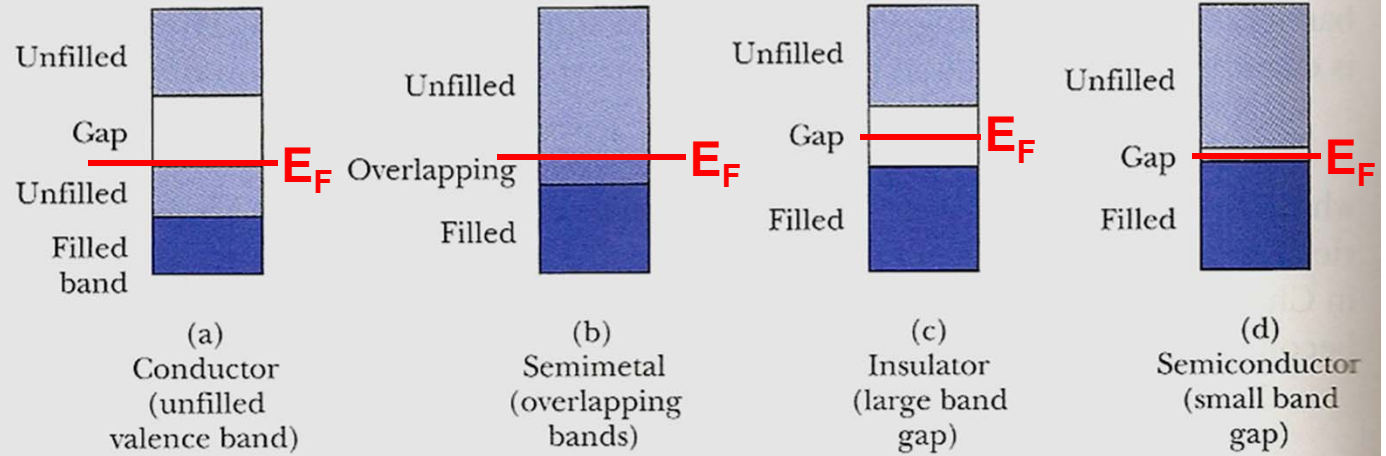 Unfilled
Gap
E_F
Unfilled
Filled
band
(a)
Conductor
(unfilled
valence band)
Unfilled
Overlapping
E_F
Filled
(b)
Semimetal
(overlapping
bands)
Unfilled
Gap
E_F
Filled
(c)
Insulator
(large band
gap)
Unfilled
Gap
E_F
Filled
(d)
Semiconductor
(small band
gap)